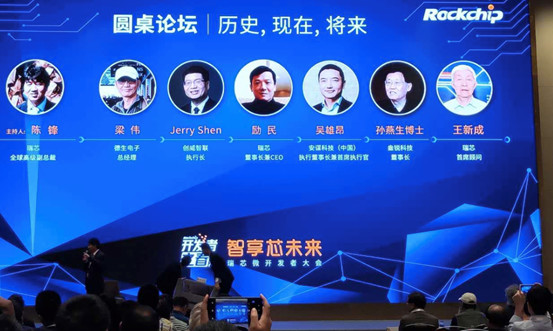 圆桌论坛 | 历史, 现在, 将来
Rockchip
主持人: 陈锋
瑞芯
全球高级副总裁
梁伟
德生电子
总经理
Jerry Shen
创威智联
执行长
励民
瑞芯
董事长兼CEO
吴雄昂
安谋科技（中国）
执行董事长兼首席执行官
孙燕生博士
董事长
王新成
瑞芯
首席顾问
开发者
智享芯未来
瑞芯微开发者大会